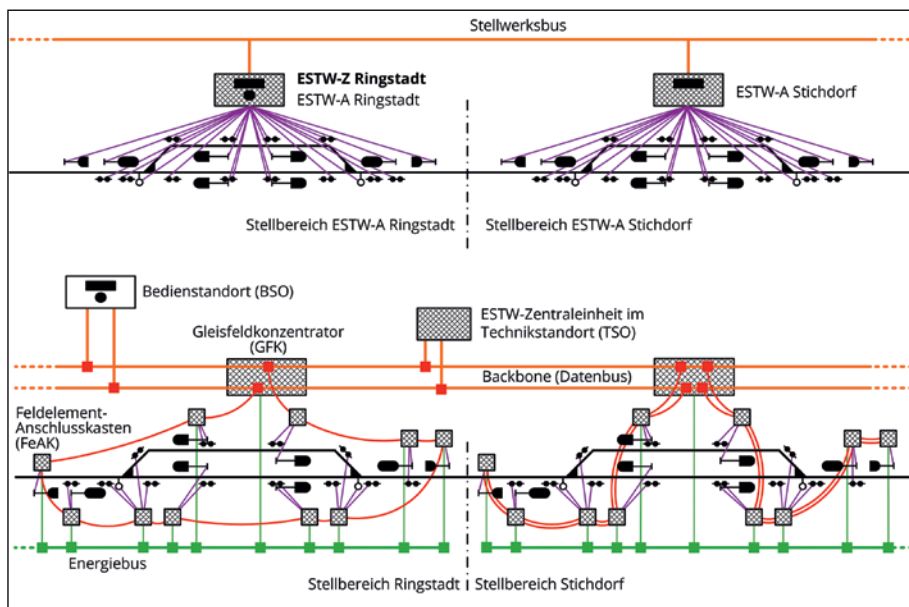 Stellwerksbus
ESTW-Z Ringstadt
ESTW-A Ringstadt
ESTW-A Stichdorf
Stellbereich ESTW-A Ringstadt
Stellbereich ESTW-A Stichdorf
Bedienstandort (BSO)
ESTW-Zentraleinheit im
Technikstandort (TSO)
Gleisfeldkonzentrator
(GFK)
Backbone (Datenbus)
Feldelement-
Anschlusskasten
(FeAK)
Energiebus
Stellbereich Ringstadt
Stellbereich Stichdorf